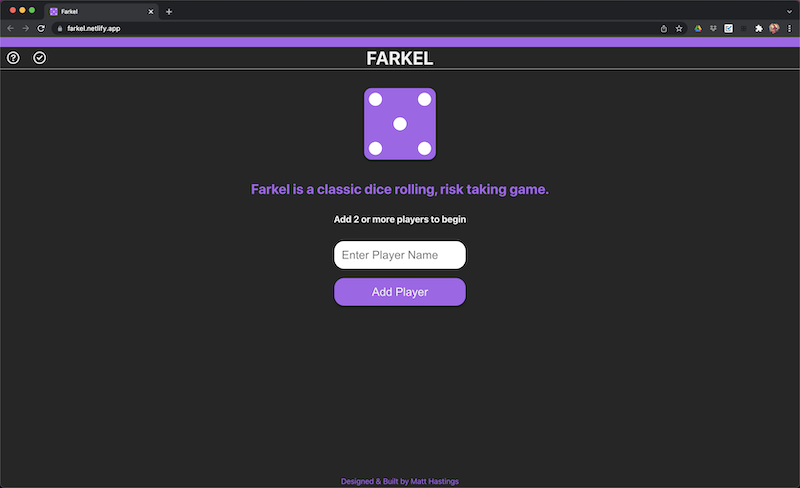 Farkel
farkel.netlify.app
FARKEL
Farkel is a classic dice rolling, risk taking game.
Add 2 or more players to begin
Enter Player Name
Add Player
Designed & Built by Matt Hastings